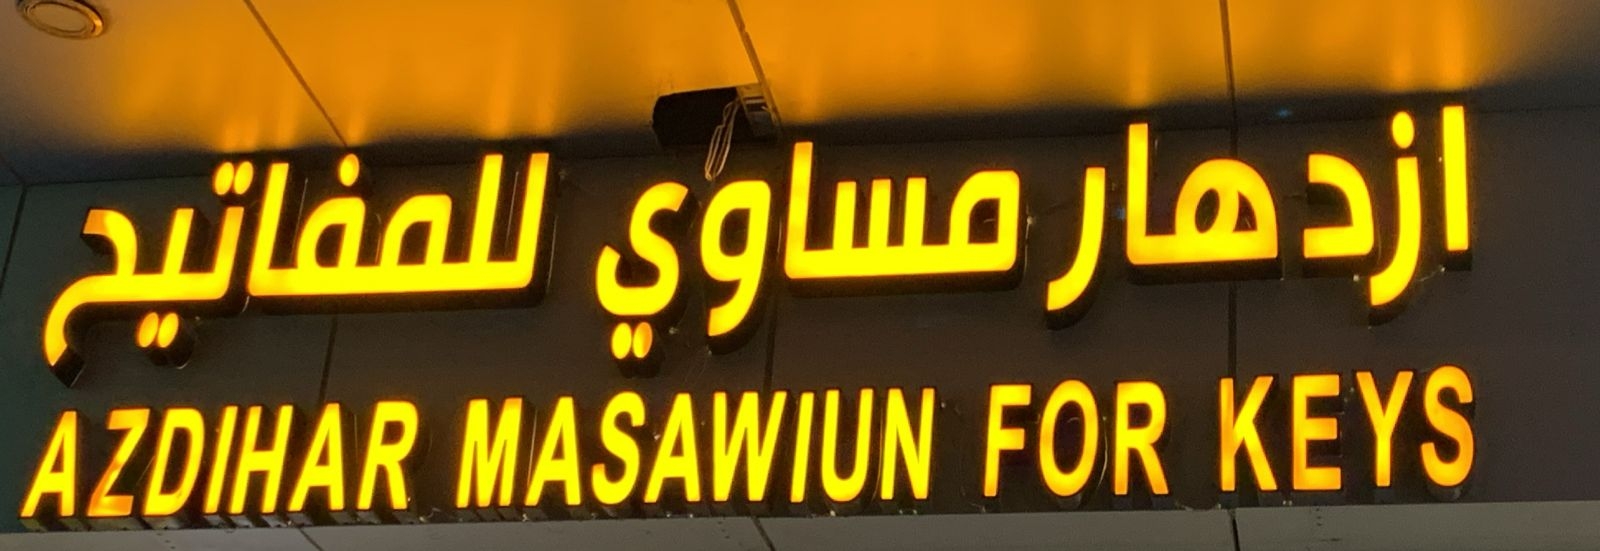 ازدهار مساوي للمفاتيح
AZDIHAR MASAWIUN FOR KEYS